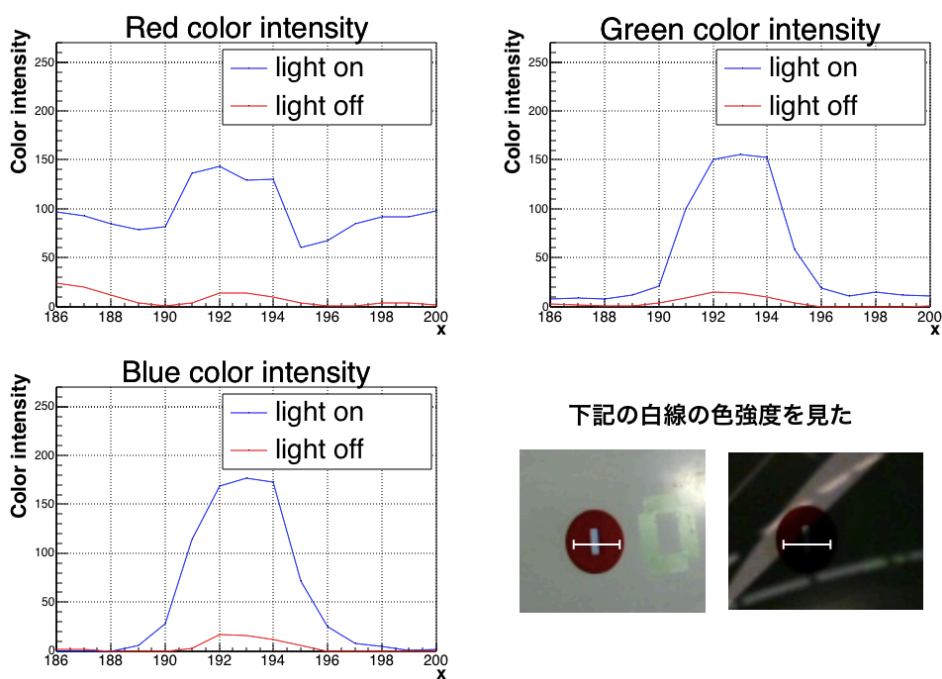 Red color intensity
Color intensity
250
200
150
100
50
0
light on
light off
186 188 190 192 194 196 198 200
x
Green color intensity
Color intensity
250
200
150
100
50
0
light on
light off
186 188 190 192 194 196 198 200
x
Blue color intensity
Color intensity
250
200
150
100
50
0
light on
light off
186 188 190 192 194 196 198 200
x
下記の白線の色強度を見た